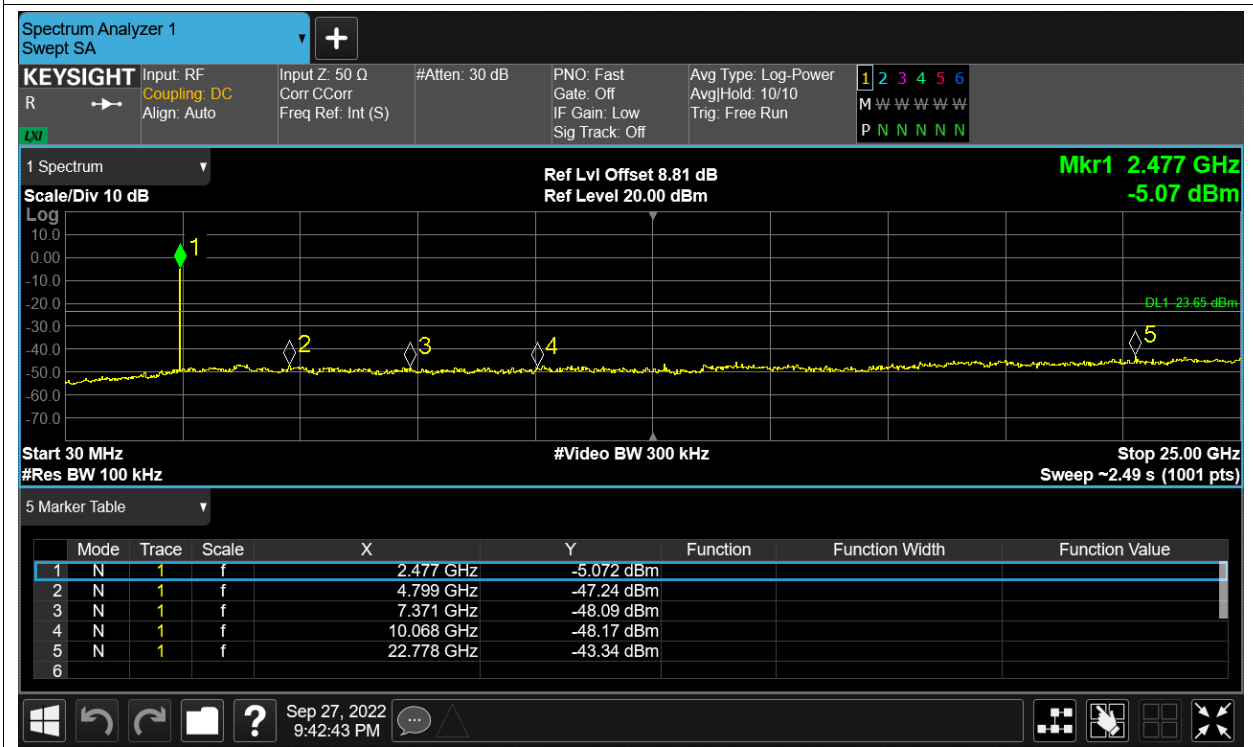 Spectrum Analyzer 1
Swept SA
KEYSIGHT Input: RF Input Z: 50 Ω #Atten: 30 dB PNO: Fast Avg Type: Log-Power 1 2 3 4 5 6
R Coupling: DC Corr CCorr Gate: Off Avg|Hold: 10/10 M W W W W W
Align: Auto Freq Ref: Int (S) IF Gain: Low Trig: Free Run
LXI Sig Track: Off P N N N N N
1 Spectrum Ref Lvl Offset 8.81 dB Mkr1 2.477 GHz
Scale/Div 10 dB Ref Level 20.00 dBm -5.07 dBm
Log
10.0
1
0.00
-10.0
-20.0 DL1 -23.65 dBm
-30.0
2 3 4 5
-40.0
-50.0
-60.0
-70.0
Start 30 MHz #Video BW 300 kHz Stop 25.00 GHz
#Res BW 100 kHz Sweep ~2.49 s (1001 pts)
5 Marker Table
Mode Trace Scale X Y Function Function Width Function Value
1 N 1 f 2.477 GHz -5.072 dBm
2 N 1 f 4.799 GHz -47.24 dBm
3 N 1 f 7.371 GHz -48.09 dBm
4 N 1 f 10.068 GHz -48.17 dBm
5 N 1 f 22.778 GHz -43.34 dBm
6
? Sep 27, 2022
9:42:43 PM